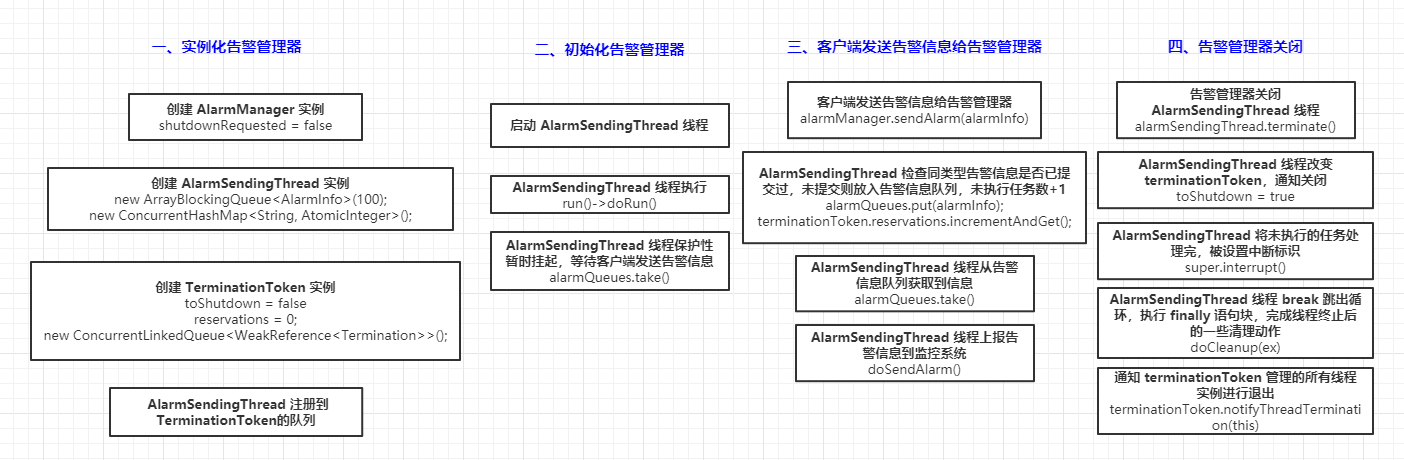 一、实例化告警管理器
创建 AlarmManager 实例
shutdownRequested = false
创建 AlarmSendingThread 实例
new ArrayBlockingQueue<AlarmInfo>(100);
new ConcurrentHashMap<String, AtomicInteger>();
创建 TerminationToken 实例
toShutdown = false
reservations = 0;
new ConcurrentLinkedQueue<WeakReference<Termination>>();
AlarmSendingThread 注册到
TerminationToken的队列
二、初始化告警管理器
启动 AlarmSendingThread 线程
AlarmSendingThread 线程执行
run()->doRun()
AlarmSendingThread 线程保护性
暂时挂起，等待客户端发送告警信息
alarmQueues.take()
三、客户端发送告警信息给告警管理器
客户端发送告警信息给告警管理器
alarmManager.sendAlarm(alarmInfo)
AlarmSendingThread 检查同类型告警信息是否已提
交过，未提交则放入告警信息队列，未执行任务数+1
alarmQueues.put(alarmInfo);
terminationToken.reservations.incrementAndGet();
AlarmSendingThread 线程从告警
信息队列获取到信息
alarmQueues.take()
AlarmSendingThread 线程上报告
警信息到监控系统
doSendAlarm()
四、告警管理器关闭
告警管理器关闭
AlarmSendingThread 线程
alarmSendingThread.terminate()
AlarmSendingThread 线程改变
terminationToken，通知关闭
toShutdown = true
AlarmSendingThread 将未执行的任务处
理完，被设置中断标识
super.interrupt()
AlarmSendingThread 线程 break 跳出循
环，执行 finally 语句块，完成线程终止后
的一些清理动作
doCleanup(ex)
通知 terminationToken 管理的所有线程
实例进行退出
terminationToken.notifyThreadTerminati
on(this)